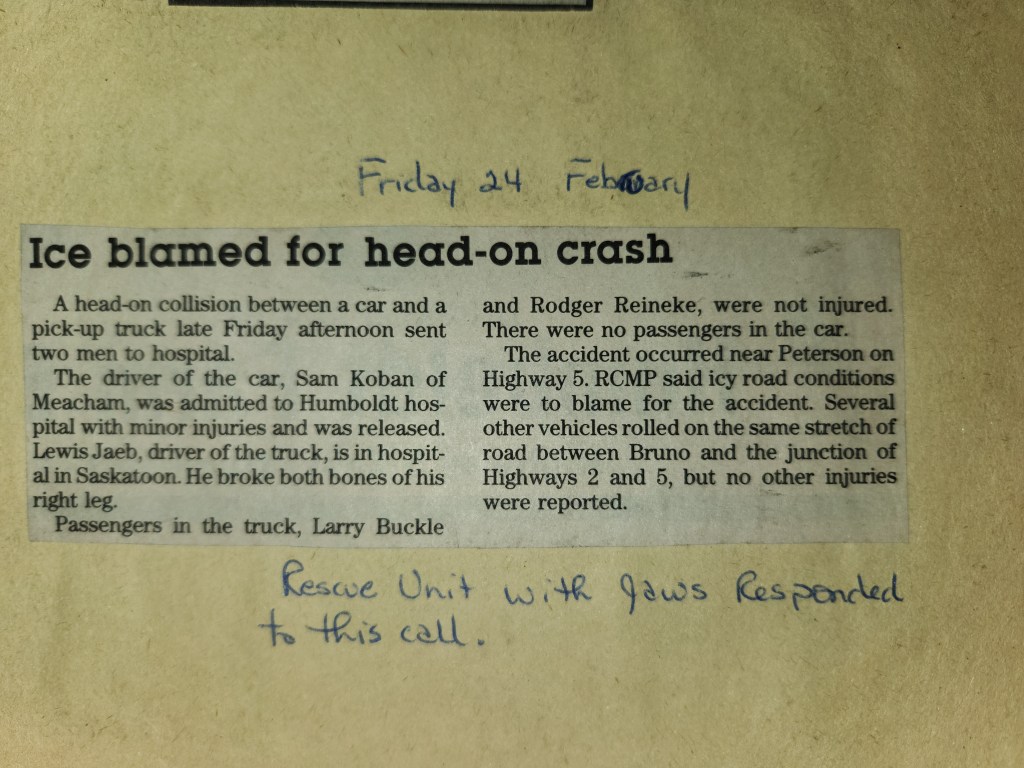 Friday 24 February
Ice blamed for head-on crash
A head-on collision between a car and a
pick-up truck late Friday afternoon sent
two men to hospital.
The driver of the car, Sam Koban of
Meacham, was admitted to Humboldt hos-
pital with minor injuries and was released.
Lewis Jaeb, driver of the truck, is in hospit-
al in Saskatoon. He broke both bones of his
right leg.
Passengers in the truck, Larry Buckle
and Rodger Reineke, were not injured.
There were no passengers in the car.
The accident occurred near Peterson on
Highway 5. RCMP said icy road conditions
were to blame for the accident. Several
other vehicles rolled on the same stretch of
road between Bruno and the junction of
Highways 2 and 5, but no other injuries
were reported.
Rescue Unit with Jaws Responded
to this call.